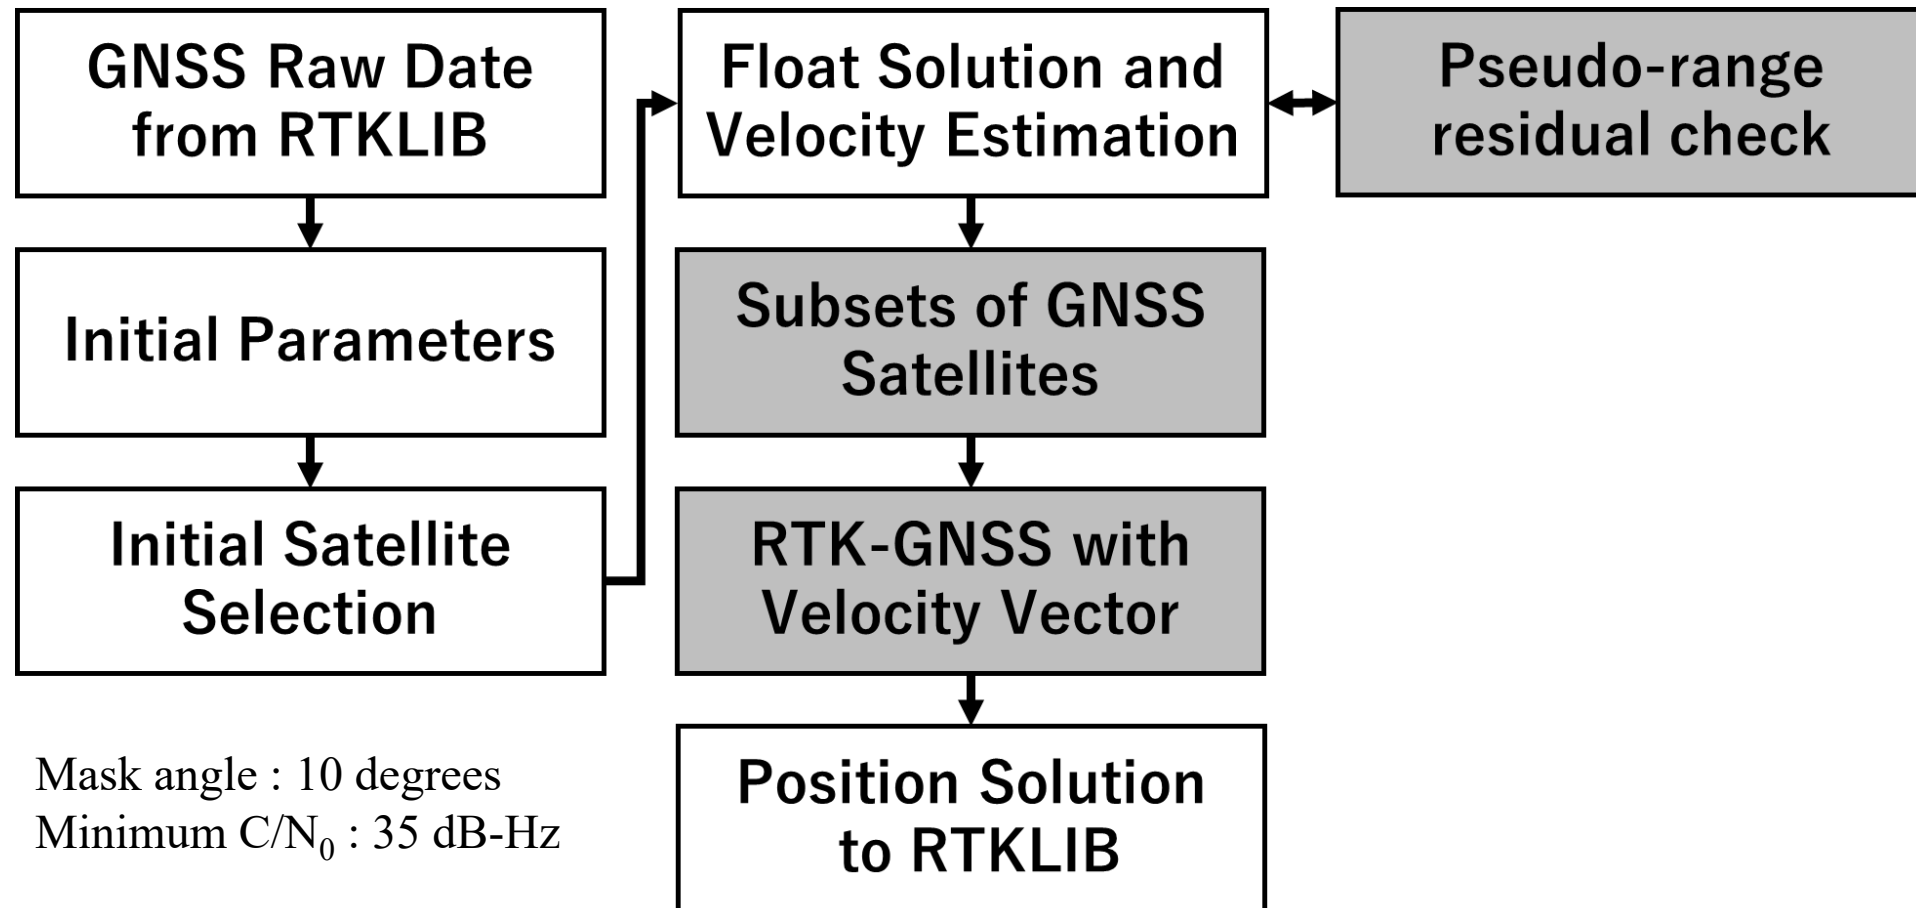 GNSS Raw Date
from RTKLIB
Initial Parameters
Initial Satellite
Selection
Mask angle : 10 degrees
Minimum C/N₀ : 35 dB-Hz
Float Solution and
Velocity Estimation
Pseudo-range
residual check
Subsets of GNSS
Satellites
RTK-GNSS with
Velocity Vector
Position Solution
to RTKLIB